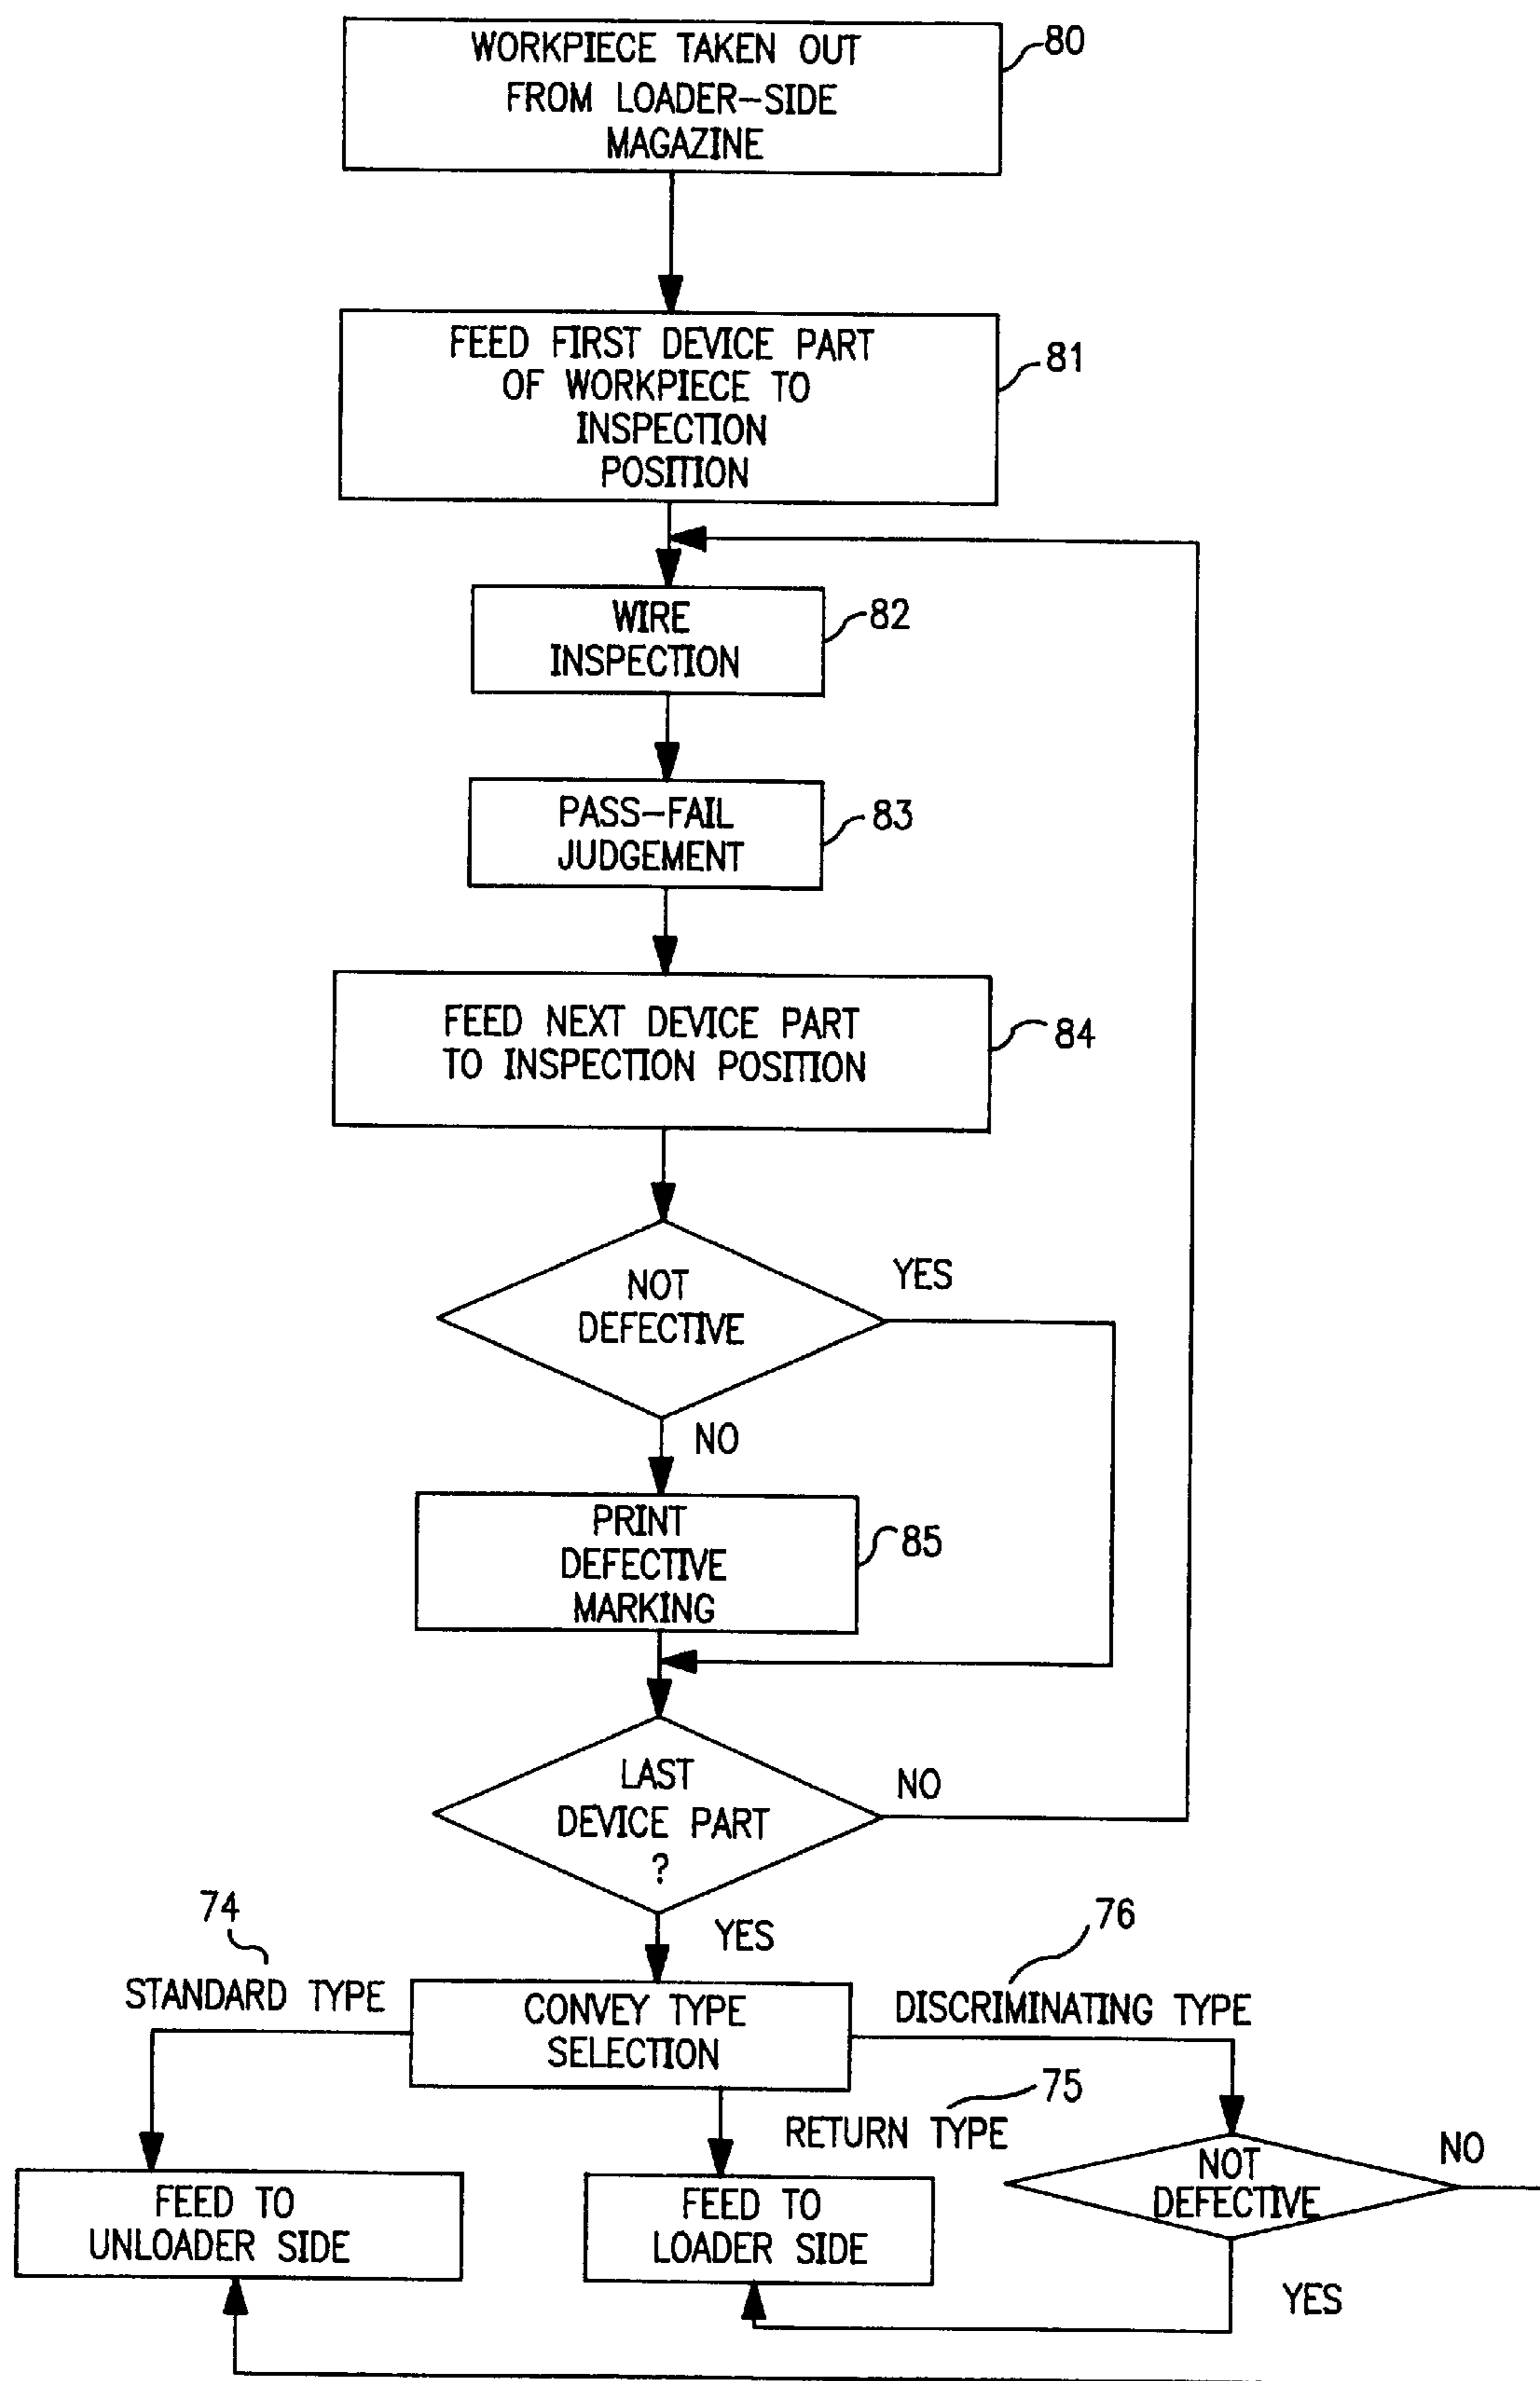 WORKPIECE TAKEN OUT
FROM LOADER-SIDE
MAGAZINE
80
FEED FIRST DEVICE PART
OF WORKPIECE TO
INSPECTION
POSITION
81
WIRE
INSPECTION
82
PASS-FAIL
JUDGEMENT
83
FEED NEXT DEVICE PART
TO INSPECTION POSITION
84
NOT
DEFECTIVE
YES
NO
PRINT
DEFECTIVE
MARKING
85
LAST
DEVICE PART
?
NO
YES
74
STANDARD TYPE
CONVEY TYPE
SELECTION
76
DISCRIMINATING TYPE
75
RETURN TYPE
FEED TO
UNLOADER SIDE
FEED TO
LOADER SIDE
NOT
DEFECTIVE
NO
YES